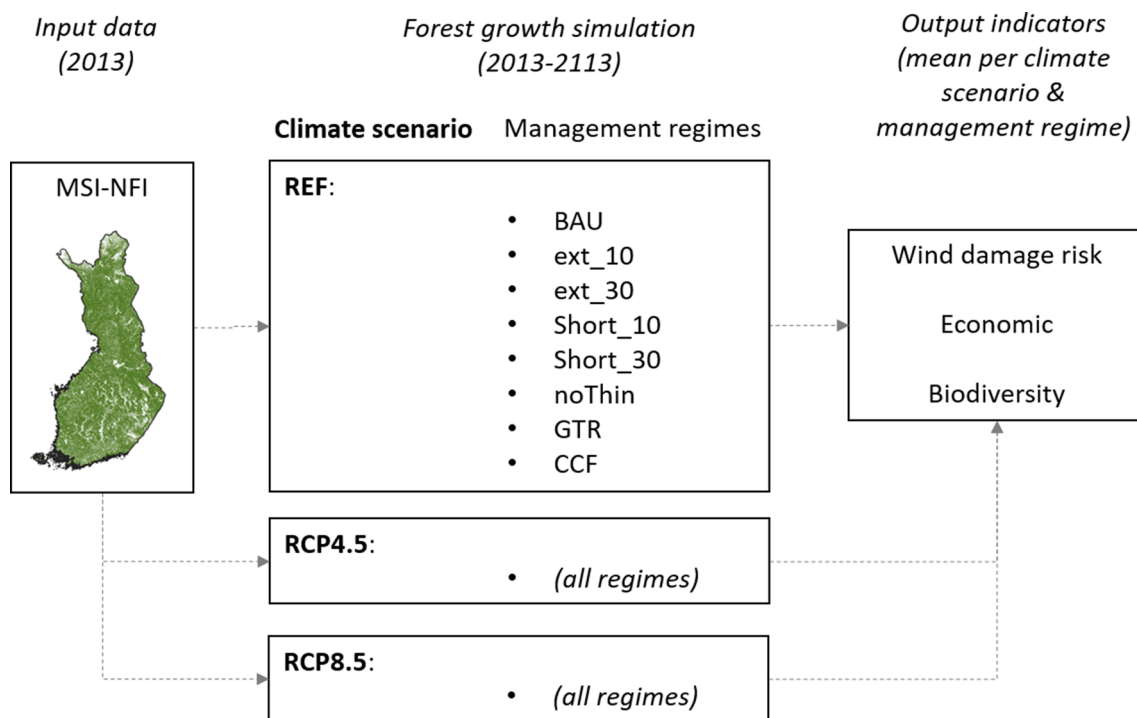 Input data
(2013)
Forest growth simulation
(2013-2113)
Output indicators
(mean per climate
scenario &
management regime)
Climate scenario
Management regimes
MSI-NFI
REF:
• BAU
• ext_10
• ext_30
• Short_10
• Short_30
• noThin
• GTR
• CCF
RCP4.5:
• (all regimes)
RCP8.5:
• (all regimes)
Wind damage risk
Economic
Biodiversity